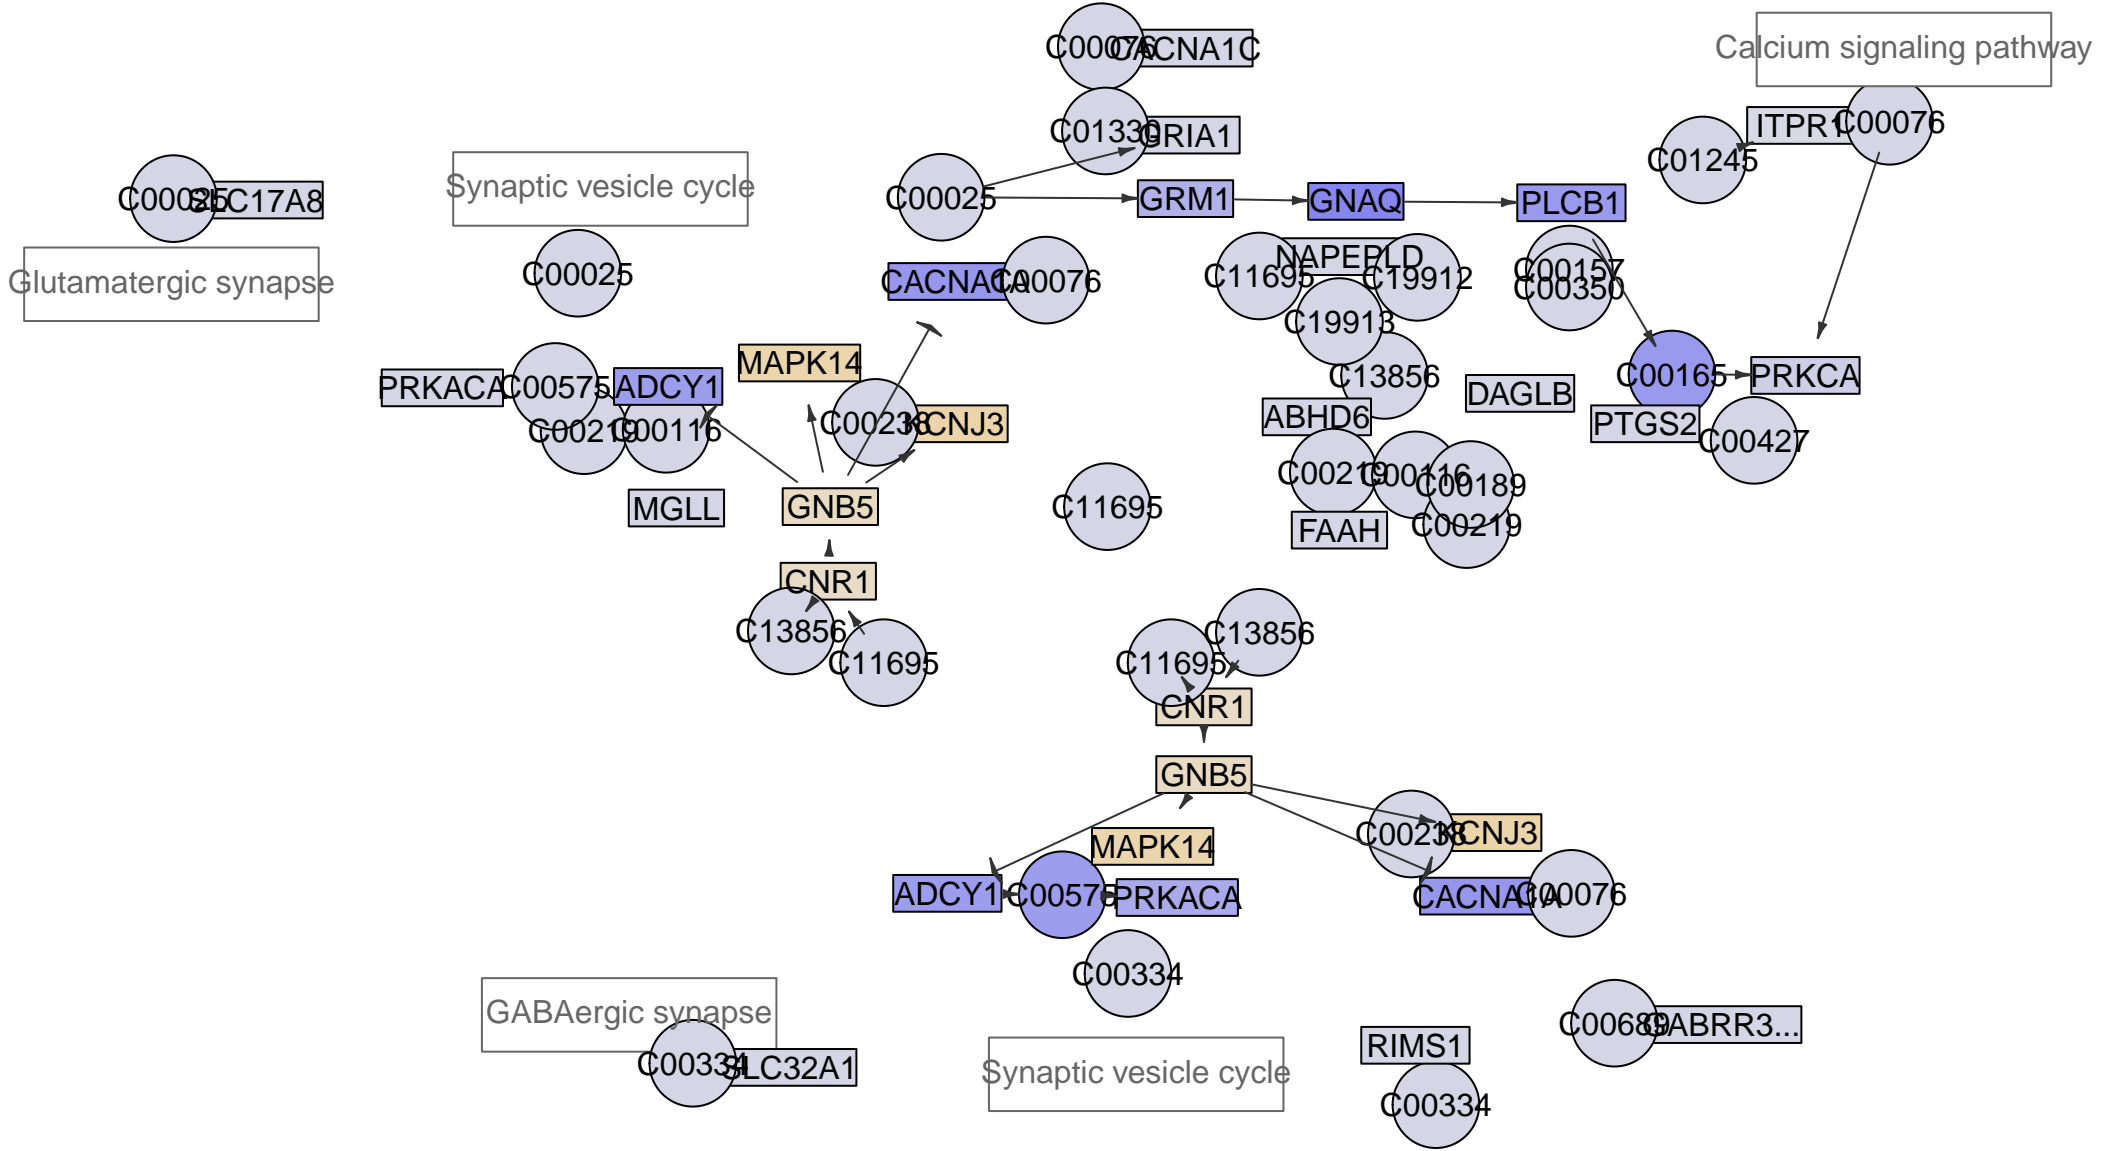 C00076
CACNA1C
Calcium signaling pathway
C01330
GRIA1
ITPR1
C00076
C01245
Synaptic vesicle cycle
C00025
SLC17A8
C00025
GRM1
GNAQ
PLCB1
Glutamatergic synapse
C00025
CACNA1A
C00076
C11695
NAPEPLD
C19912
C00157
C00350
C19913
MAPK14
C13856
C00165
PRKCA
PRKACA
C00575
ADCY1
DAGLB
ABHD6
PTGS2
C00219
C00116
C00238
KCNJ3
C00427
C00219
C00116
C00189
MGLL
GNB5
C11695
FAAH
C00219
CNR1
C13856
C11695
C13856
C11695
CNR1
GNB5
C00238
KCNJ3
MAPK14
ADCY1
C00575
PRKACA
CACNA1A
C00076
C00334
GABAergic synapse
C00689
GABRR3...
RIMS1
C00334
SLC32A1
Synaptic vesicle cycle
C00334